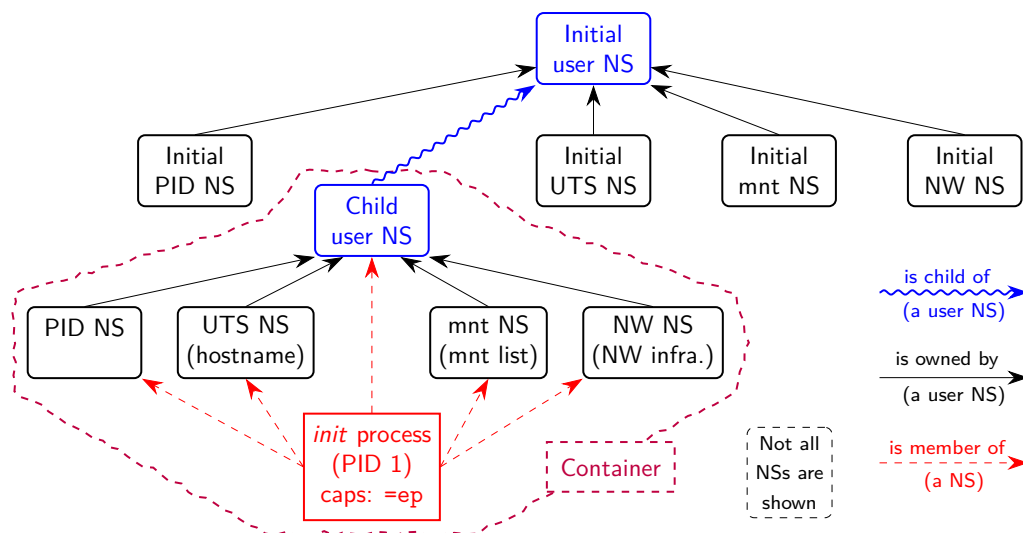 Initial
user NS
Initial
PID NS
Initial
UTS NS
Initial
mnt NS
Initial
NW NS
Child
user NS
PID NS
UTS NS
(hostname)
mnt NS
(mnt list)
NW NS
(NW infra.)
init process
(PID 1)
caps: =ep
Container
Not all
NSs are
shown
is child of
(a user NS)
is owned by
(a user NS)
is member of
(a NS)